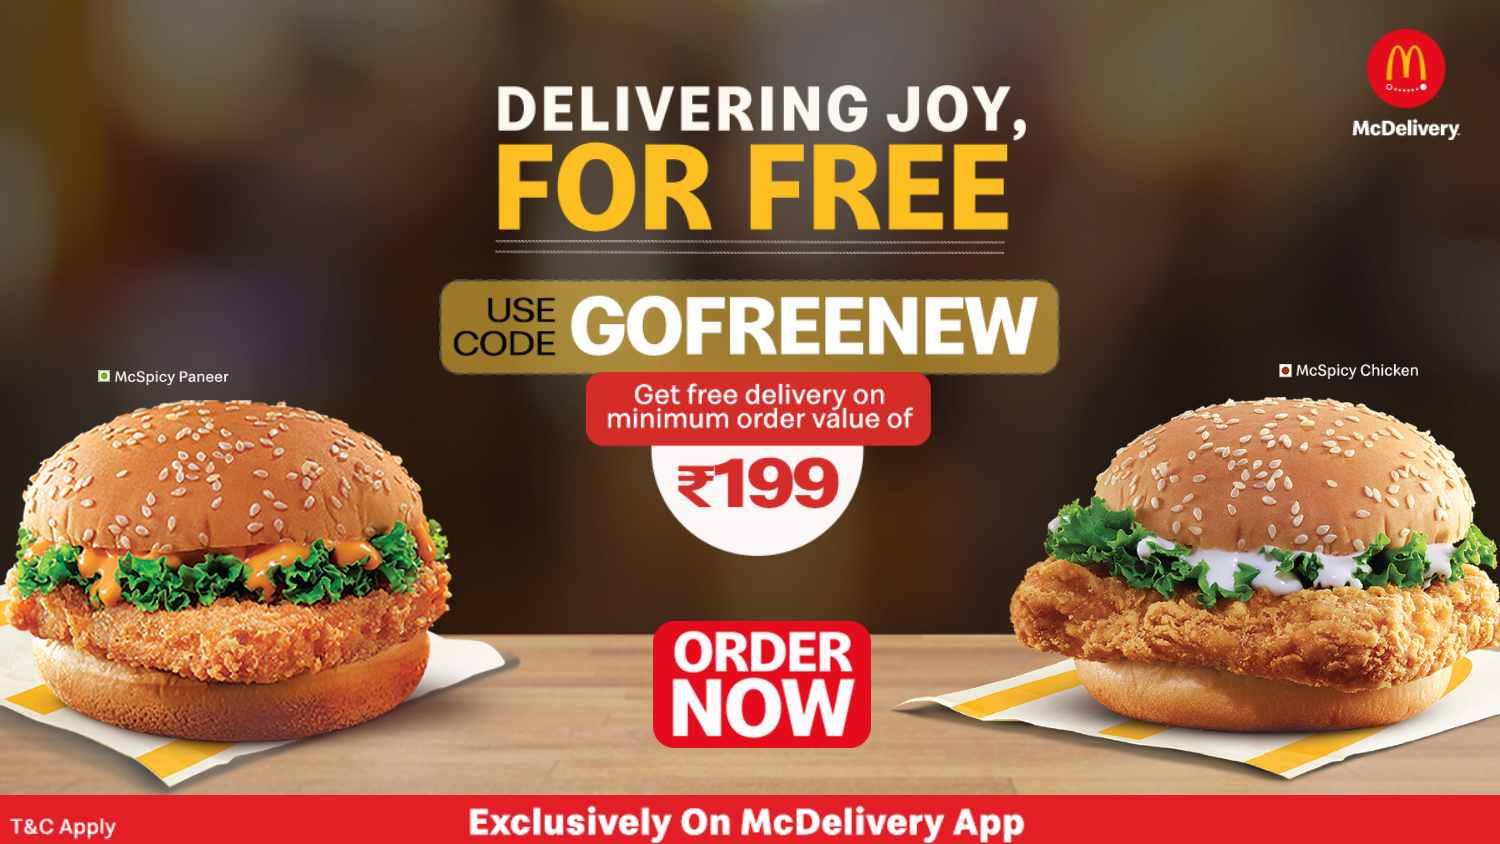 McDelivery
DELIVERING JOY,
FOR FREE
USE
CODE
GOFREENEW
Get free delivery on
minimum order value of
₹199
McSpicy Paneer
McSpicy Chicken
ORDER
NOW
T&C Apply
Exclusively On McDelivery App